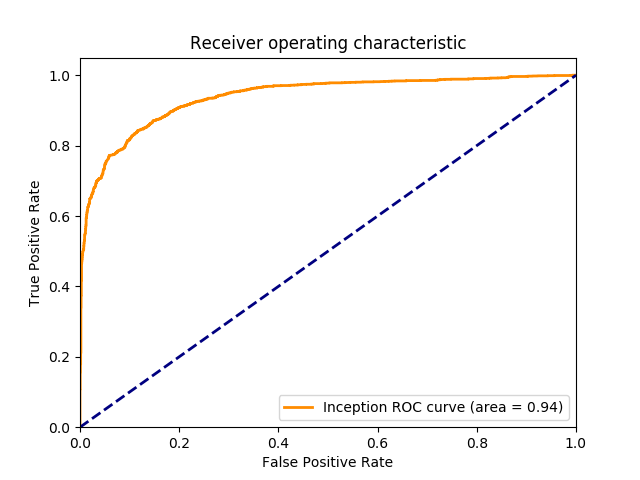 Receiver operating characteristic
True Positive Rate
1.0
0.8
0.6
0.4
0.2
0.0
Inception ROC curve (area = 0.94)
0.0 0.2 0.4 0.6 0.8 1.0
False Positive Rate